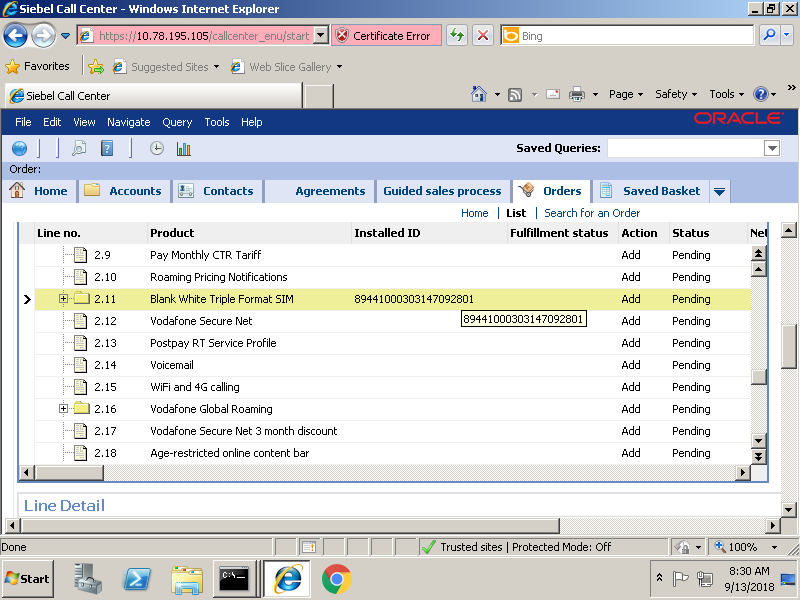 Siebel Call Center - Windows Internet Explorer
https://10.78.195.105/callcenter_enu/start
Certificate Error
Bing
Favorites
Suggested Sites
Web Slice Gallery
Siebel Call Center
Page
Safety
Tools
File Edit View Navigate Query Tools Help
ORACLE
Saved Queries:
Order:
Home Accounts Contacts Agreements Guided sales process Orders Saved Basket
Home | List | Search for an Order
Line no. Product Installed ID Fulfillment status Action Status Net
2.9 Pay Monthly CTR Tariff Add Pending
2.10 Roaming Pricing Notifications Add Pending
2.11 Blank White Triple Format SIM 89441000303147092801 Add Pending
2.12 Vodafone Secure Net Add Pending
89441000303147092801
2.13 Postpay RT Service Profile Add Pending
2.14 Voicemail Add Pending
2.15 WiFi and 4G calling Add Pending
2.16 Vodafone Global Roaming Add Pending
2.17 Vodafone Secure Net 3 month discount Add Pending
2.18 Age-restricted online content bar Add Pending
Line Detail
Done
Trusted sites | Protected Mode: Off
100%
Start
8:30 AM
9/13/2018